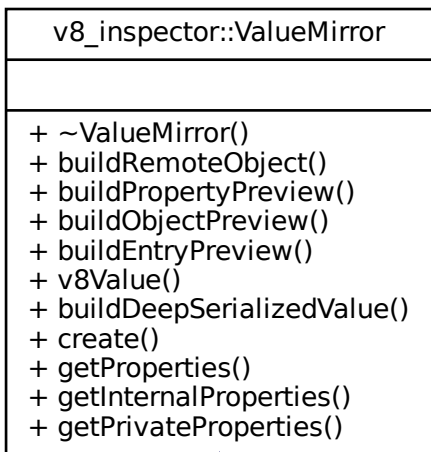 v8_inspector::ValueMirror
+ ~ValueMirror()
+ buildRemoteObject()
+ buildPropertyPreview()
+ buildObjectPreview()
+ buildEntryPreview()
+ v8Value()
+ buildDeepSerializedValue()
+ create()
+ getProperties()
+ getInternalProperties()
+ getPrivateProperties()